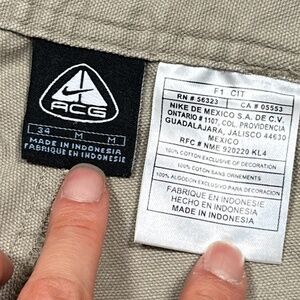 ACG
34 M M
MADE IN INDONESIA
FABRIQUE EN INDONESIE
F1 CIT
RN # 56323 CA # 05553
NIKE DE MEXICO S.A. DE C.V.
ONTARIO # 1107, COL. PROVIDENCIA
GUADALAJARA, JALISCO 44630
MEXICO
RFC # NME 920220 KL4
100% COTTON EXCLUSIVE OF DECORATION
100% COTON SANS ORNEMENTS
100% ALGODON EXCLUSIVO PARA DECORACION
FABRIQUE EN INDONESIE
HECHO EN INDONESIA
MADE IN INDONESIA